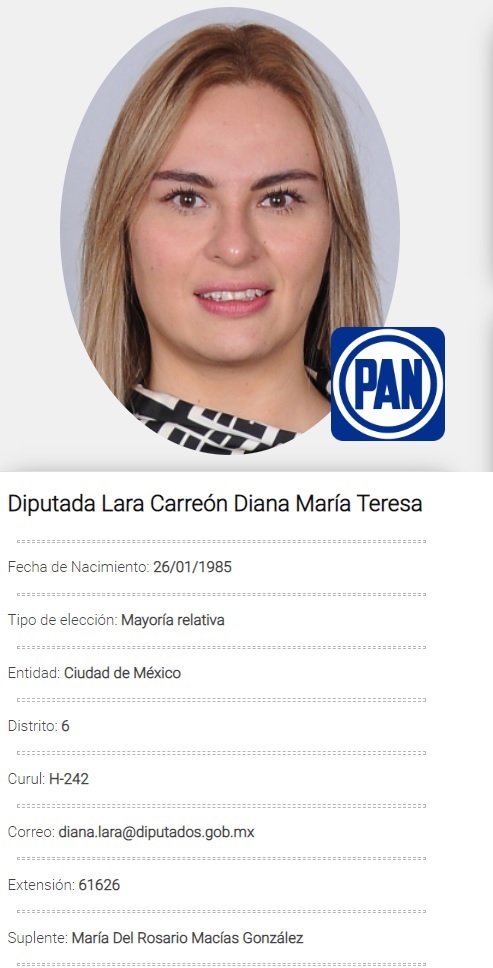 PAN
Diputada Lara Carreón Diana María Teresa
Fecha de Nacimiento: 26/01/1985
Tipo de elección: Mayoría relativa
Entidad: Ciudad de México
Distrito: 6
Curul: H-242
Correo: diana.lara@diputados.gob.mx
Extensión: 61626
Suplente: María Del Rosario Macías González